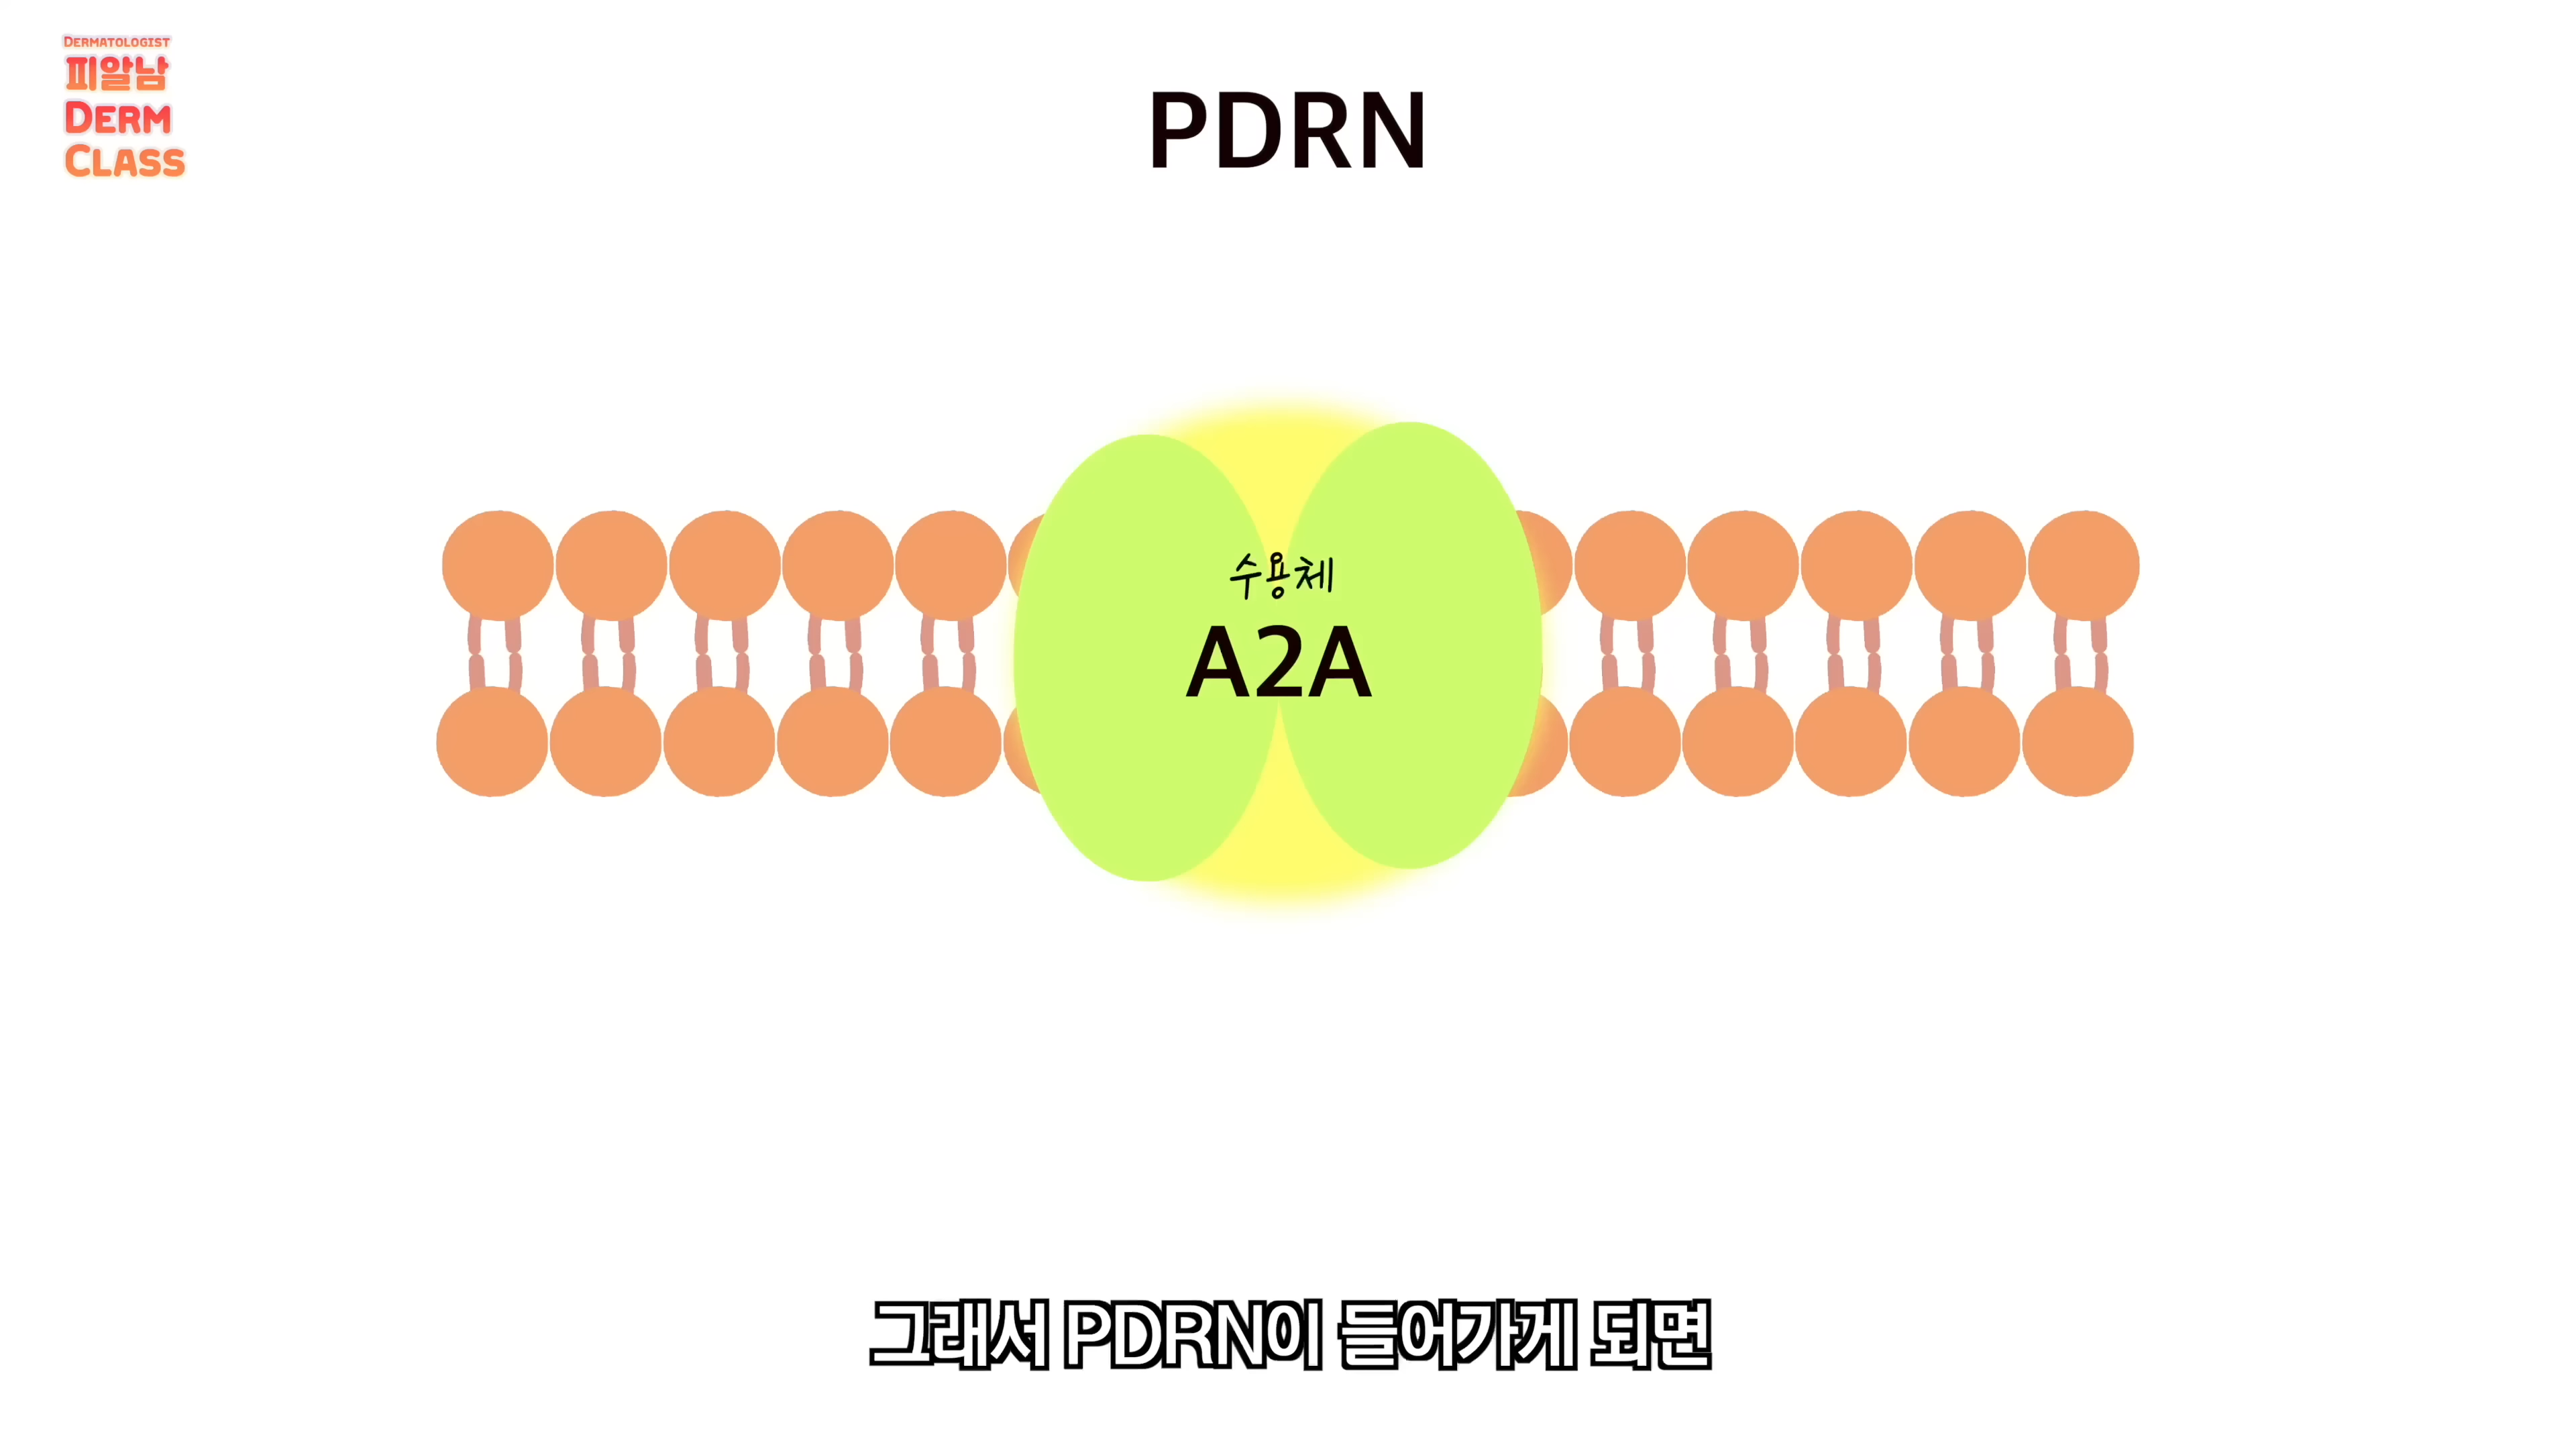 DERMATOLOGIST
피알남
DERM
CLASS
PDRN
수용체
A2A
그래서 PDRN이 들어가게 되면